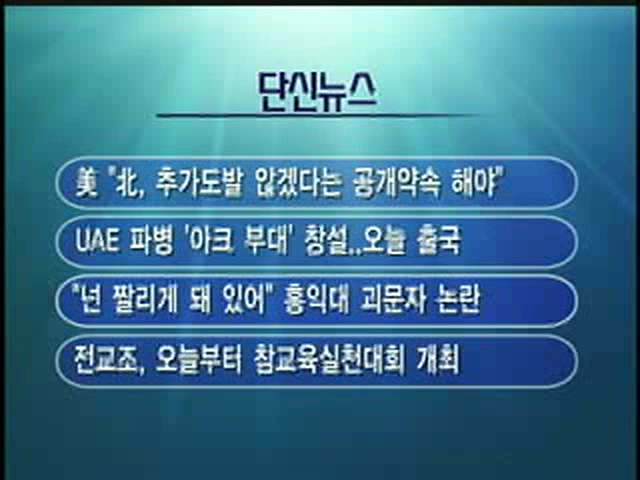 단신뉴스
美 "北, 추가도발 않겠다는 공개약속 해야"
UAE 파병 '아크 부대' 창설..오늘 출국
"넌 짤리게 돼 있어" 홍익대 괴문자 논란
전교조, 오늘부터 참교육실천대회 개최